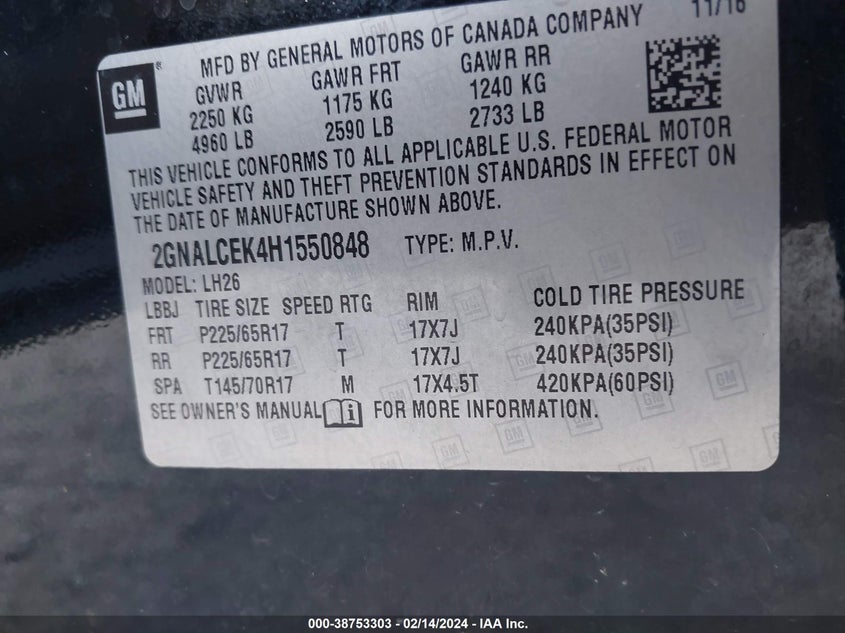 11/16
MFD BY GENERAL MOTORS OF CANADA COMPANY
GM ®
GVWR GAWR FRT GAWR RR
2250 KG 1175 KG 1240 KG
4960 LB 2590 LB 2733 LB
THIS VEHICLE CONFORMS TO ALL APPLICABLE U.S. FEDERAL MOTOR
VEHICLE SAFETY AND THEFT PREVENTION STANDARDS IN EFFECT ON
THE DATE OF MANUFACTURE SHOWN ABOVE.
2GNALCEK4H1550848 TYPE: M.P.V.
MODEL: LH26
LBBJ TIRE SIZE SPEED RTG RIM COLD TIRE PRESSURE
FRT P225/65R17 T 17X7J 240KPA(35PSI)
RR P225/65R17 T 17X7J 240KPA(35PSI)
SPA T145/70R17 M 17X4.5T 420KPA(60PSI)
SEE OWNER'S MANUAL FOR MORE INFORMATION.
000-38753303 - 02/14/2024 - IAA Inc.